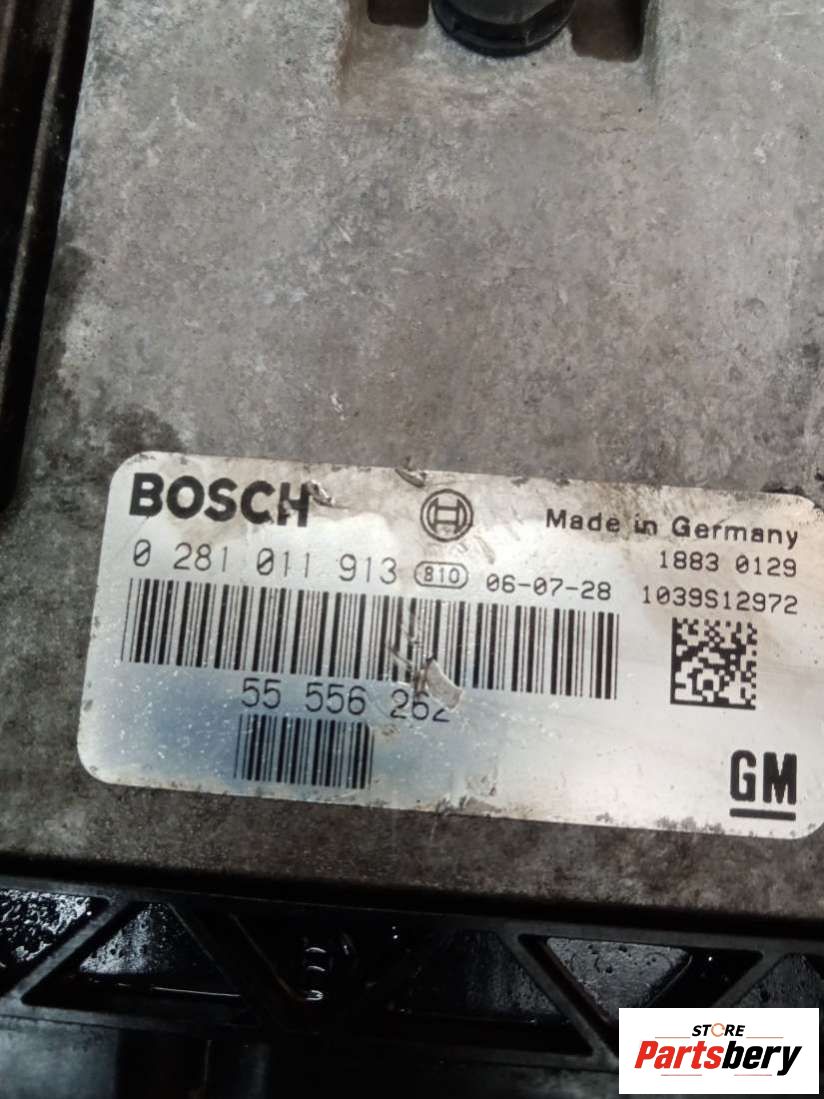 BOSCH
Made in Germany
0 281 011 913 810 06-07-28
1883 0129
1039S12972
55 556 262
GM
STORE
Partsbery